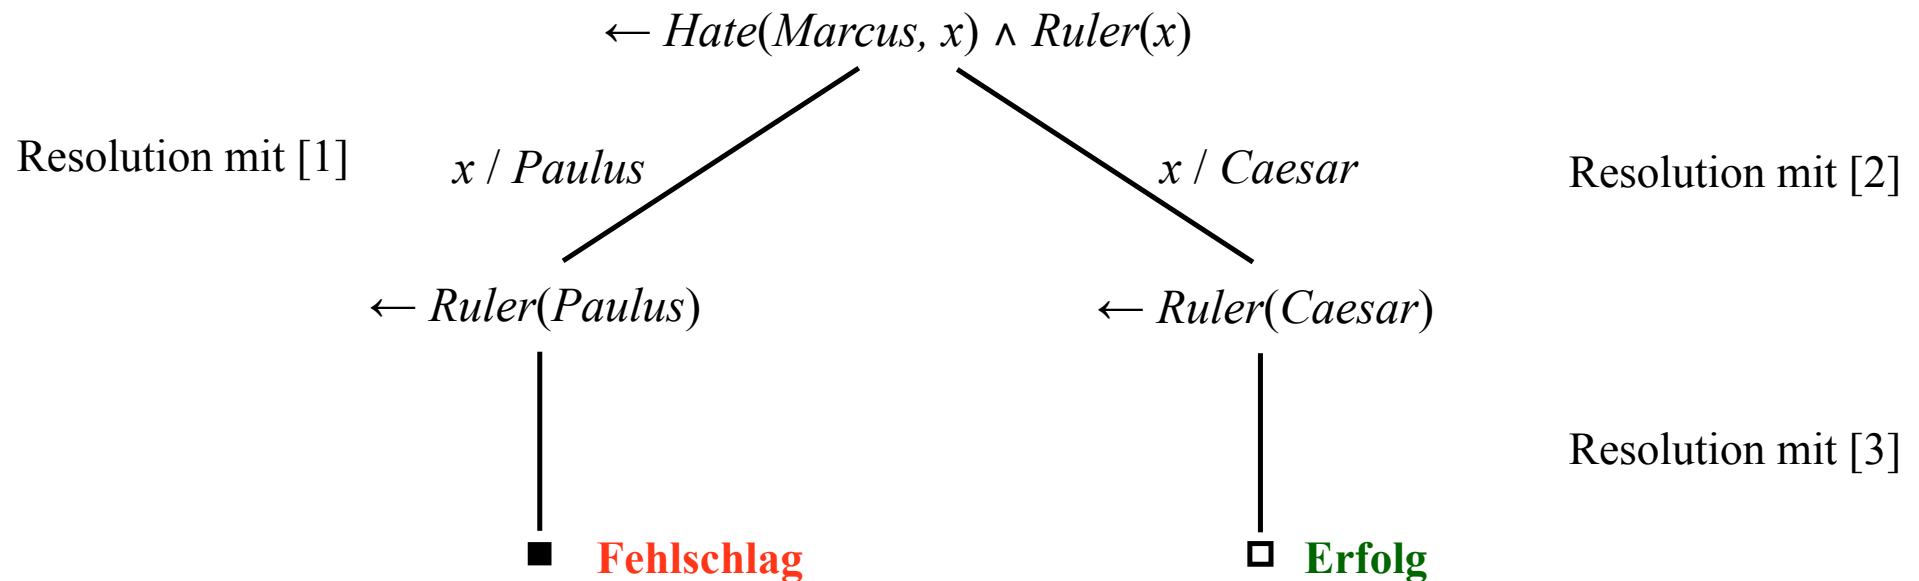 ← Hate(Marcus, x) ∧ Ruler(x)
Resolution mit [1]
x / Paulus
x / Caesar
Resolution mit [2]
← Ruler(Paulus)
← Ruler(Caesar)
Resolution mit [3]
Fehlschlag
Erfolg